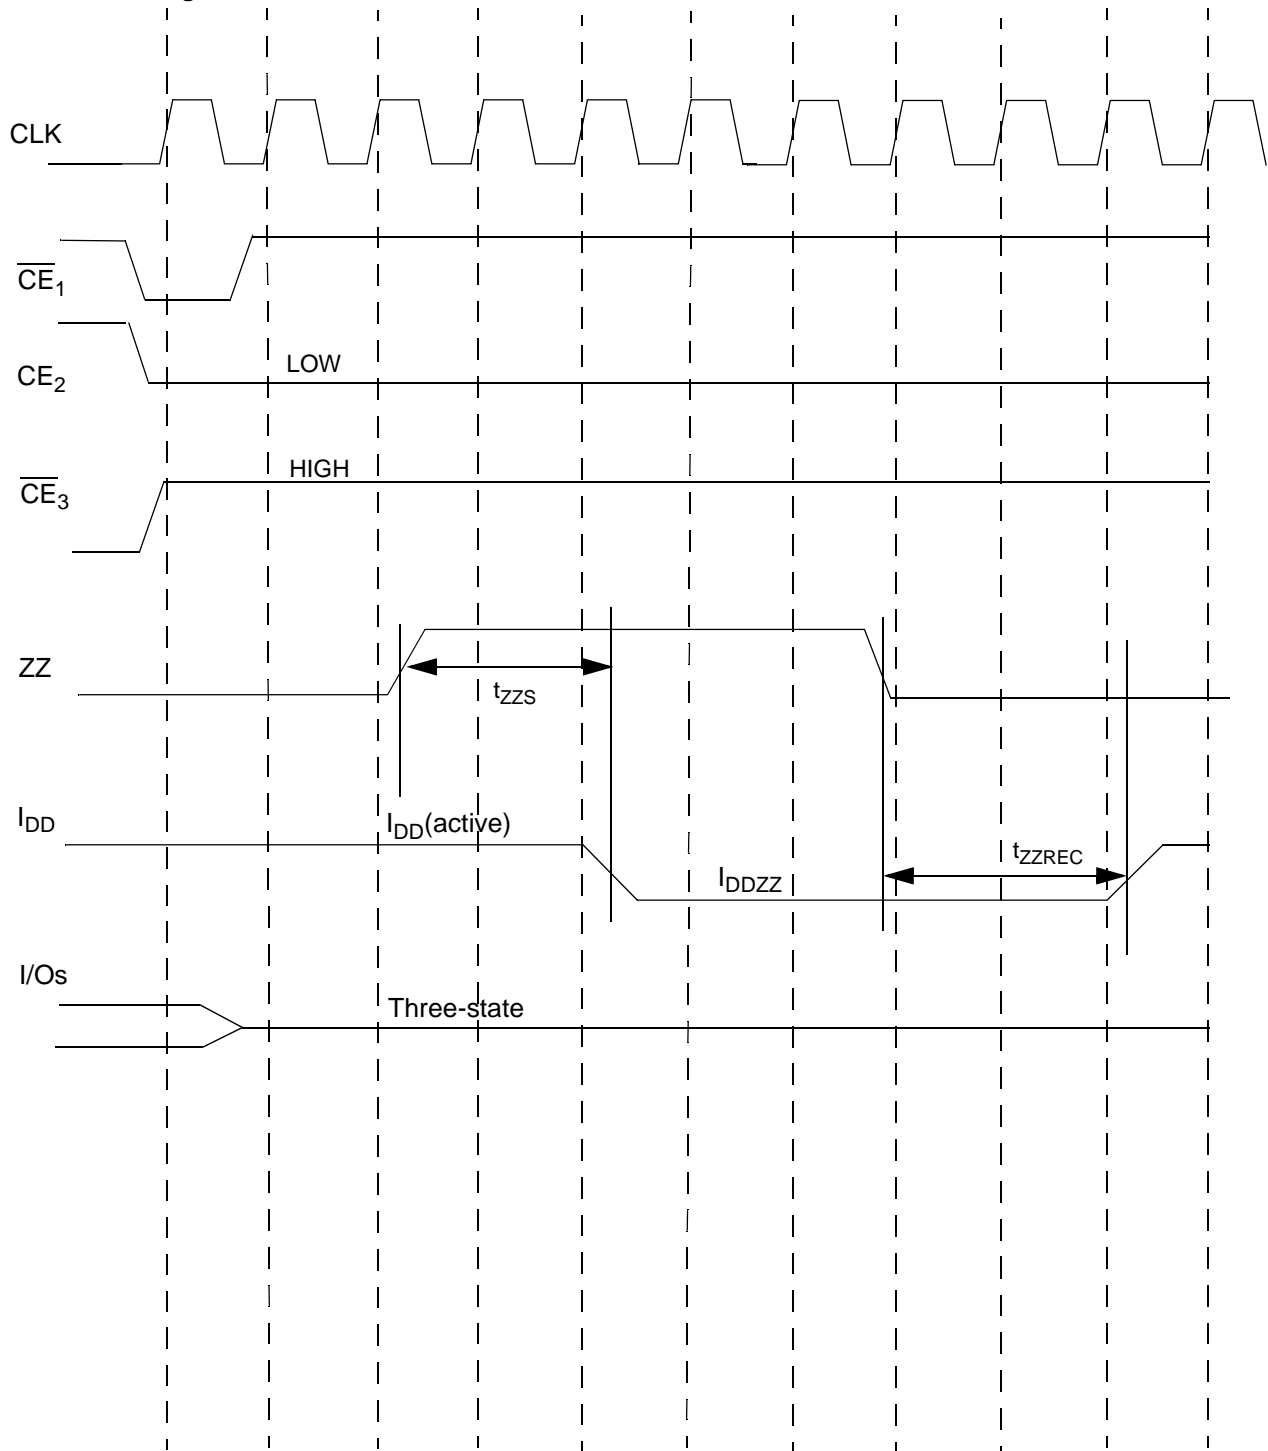 CLK
CE1
LOW
CE2
HIGH
CE3
ZZ
tZZS
IDD
IDD(active)
tZZREC
IDDZZ
I/Os
Three-state